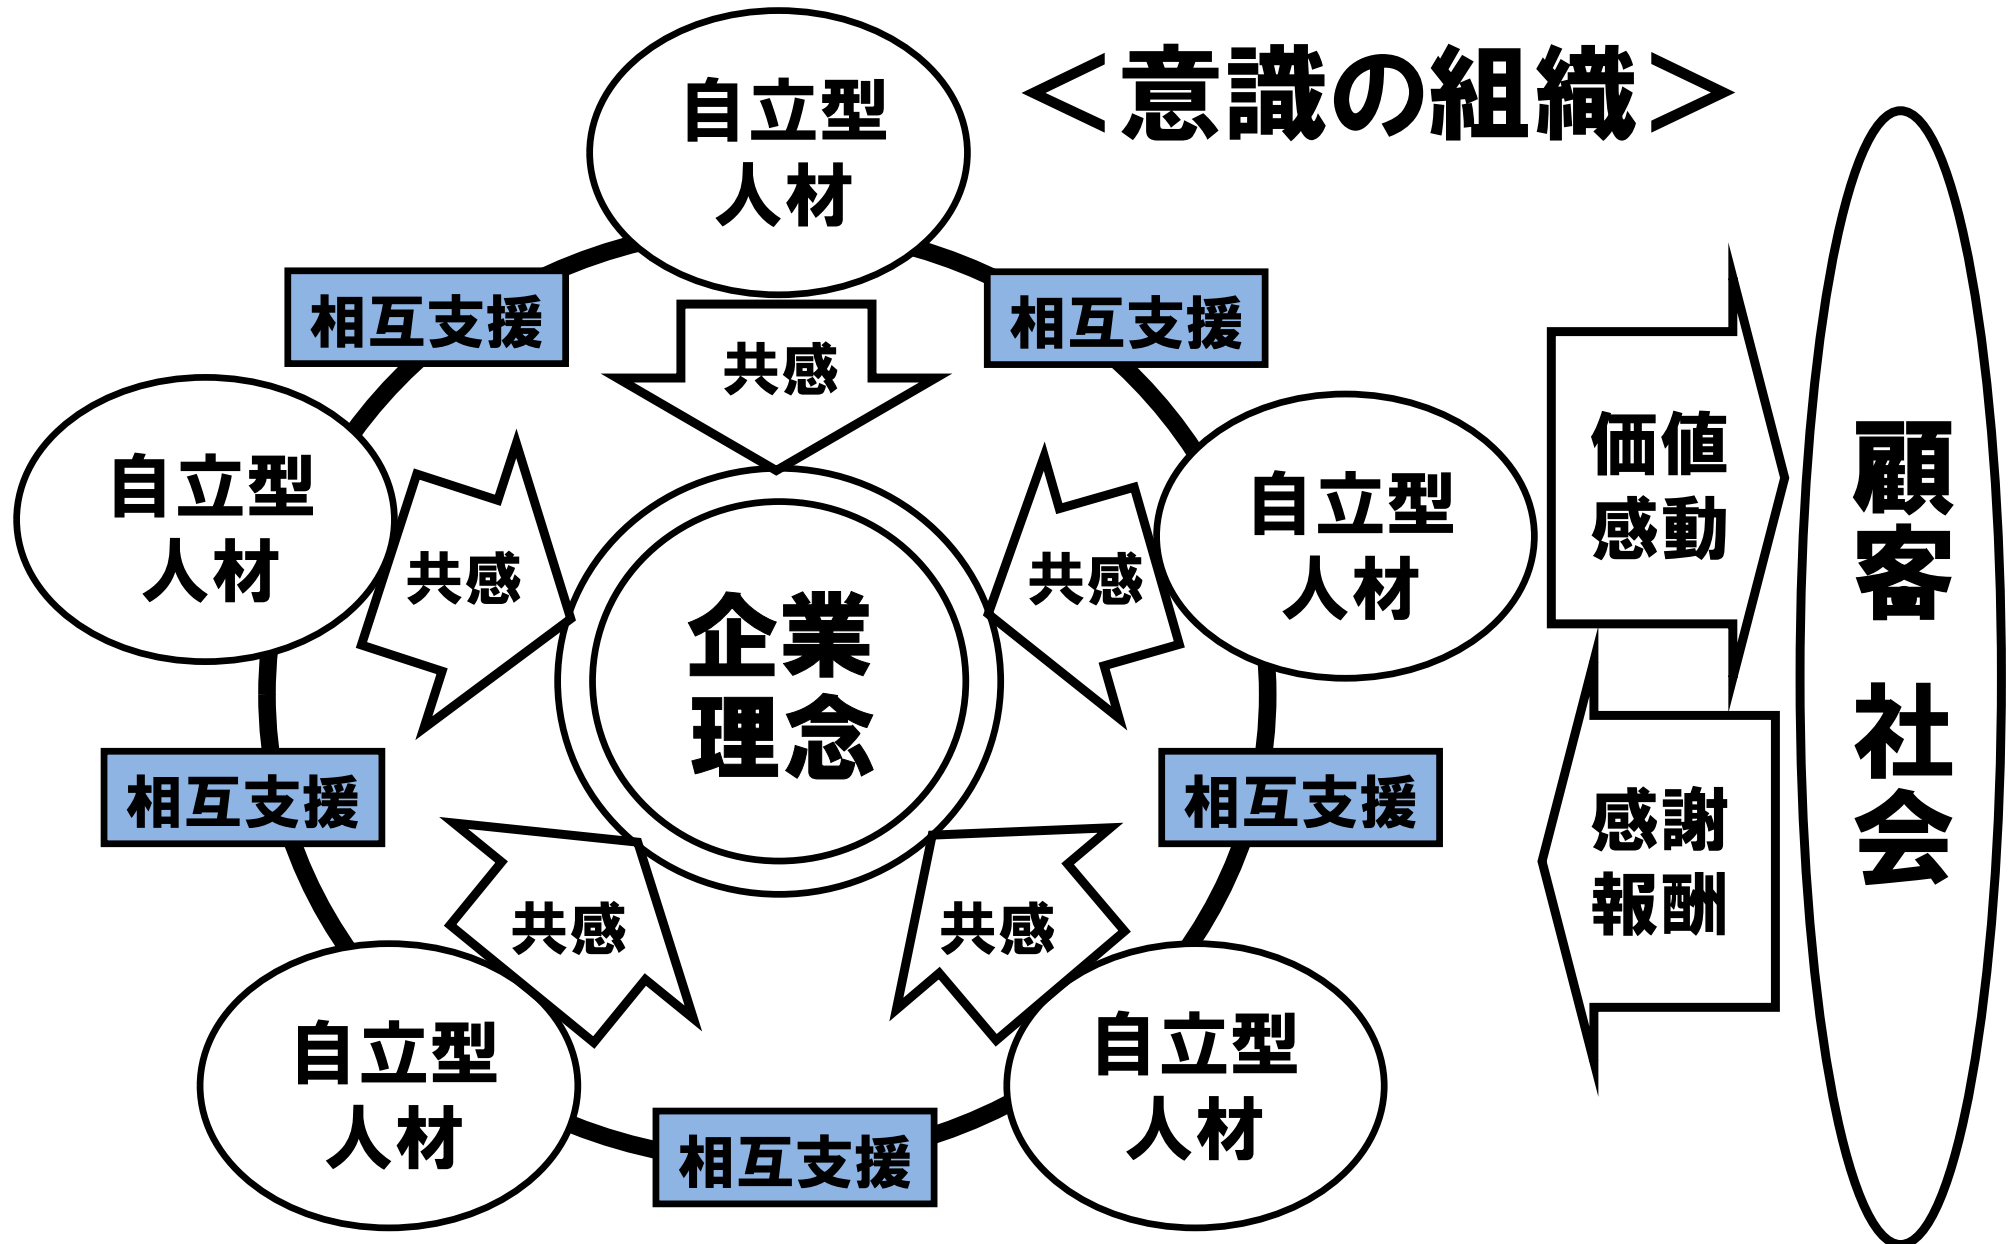 ＜意識の組織＞
自立型
人材
相互支援
相互支援
共感
自立型
人材
共感
共感
自立型
人材
企業
理念
価値
感動
感謝
報酬
顧客 社会
相互支援
相互支援
共感
共感
自立型
人材
自立型
人材
相互支援